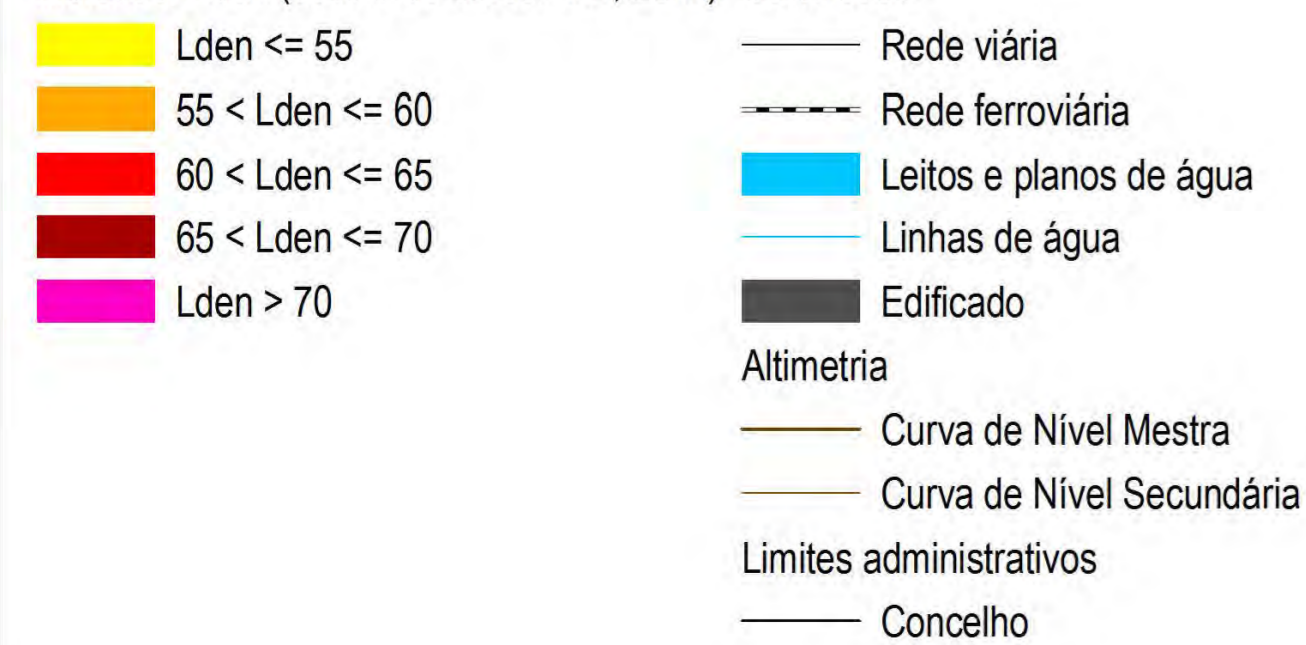 Lden <= 55
55 < Lden <= 60
60 < Lden <= 65
65 < Lden <= 70
Lden > 70
Rede viária
Rede ferroviária
Leitos e planos de água
Linhas de água
Edificado
Altimetria
Curva de Nível Mestra
Curva de Nível Secundária
Limites administrativos
Concelho